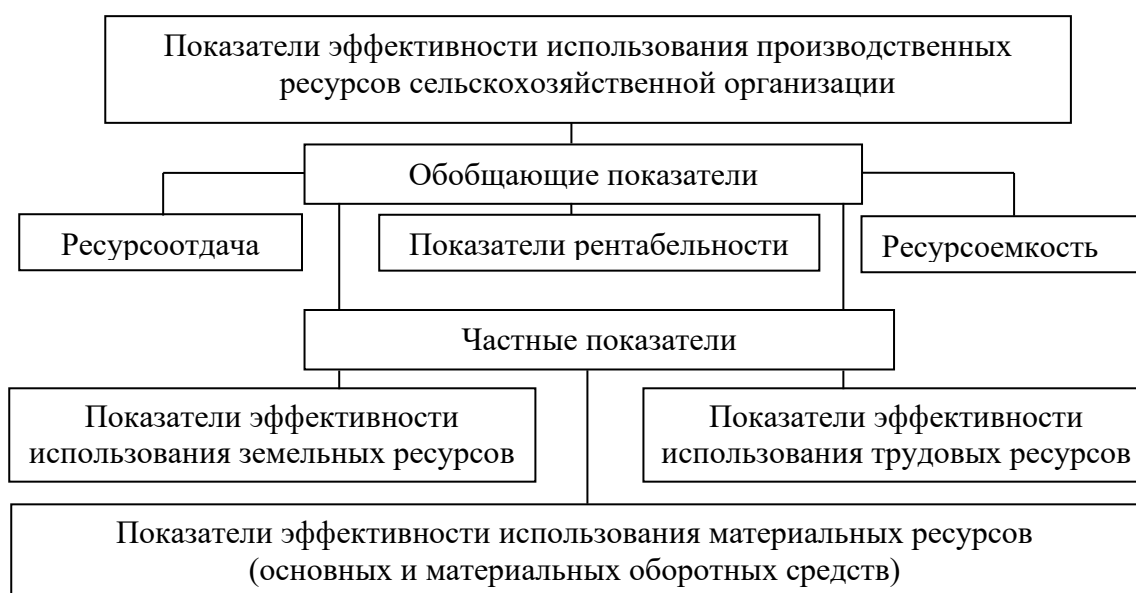 Показатели эффективности использования производственных
ресурсов сельскохозяйственной организации
Обобщающие показатели
Ресурсоотдача
Показатели рентабельности
Ресурсоемкость
Частные показатели
Показатели эффективности
использования земельных ресурсов
Показатели эффективности
использования трудовых ресурсов
Показатели эффективности использования материальных ресурсов
(основных и материальных оборотных средств)